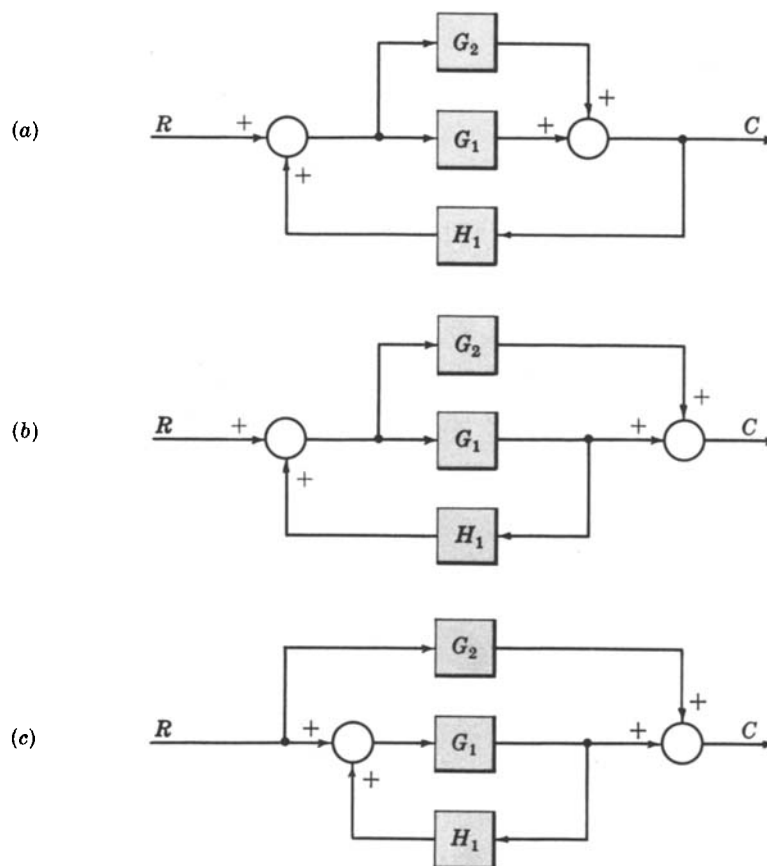 G₂
(a) R + + + C
G₁
+
H₁
G₂
(b) R + + + C
G₁
+
H₁
G₂
(c) R + + + C
G₁
+
H₁